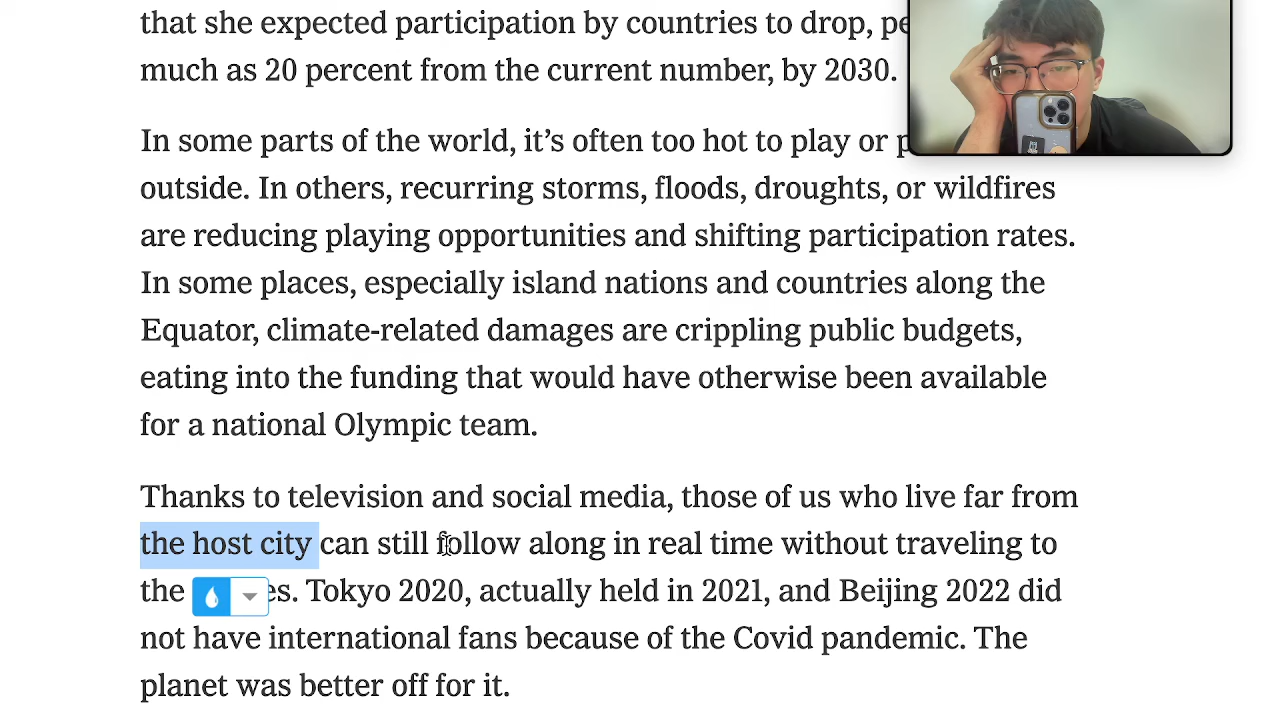 that she expected participation by countries to drop,
much as 20 percent from the current number, by 2030.
In some parts of the world, it’s often too hot to play or
outside. In others, recurring storms, floods, droughts, or wildfires
are reducing playing opportunities and shifting participation rates.
In some places, especially island nations and countries along the
Equator, climate-related damages are crippling public budgets,
eating into the funding that would have otherwise been available
for a national Olympic team.
Thanks to television and social media, those of us who live far from
the host city can still follow along in real time without traveling to
the es. Tokyo 2020, actually held in 2021, and Beijing 2022 did
not have international fans because of the Covid pandemic. The
planet was better off for it.